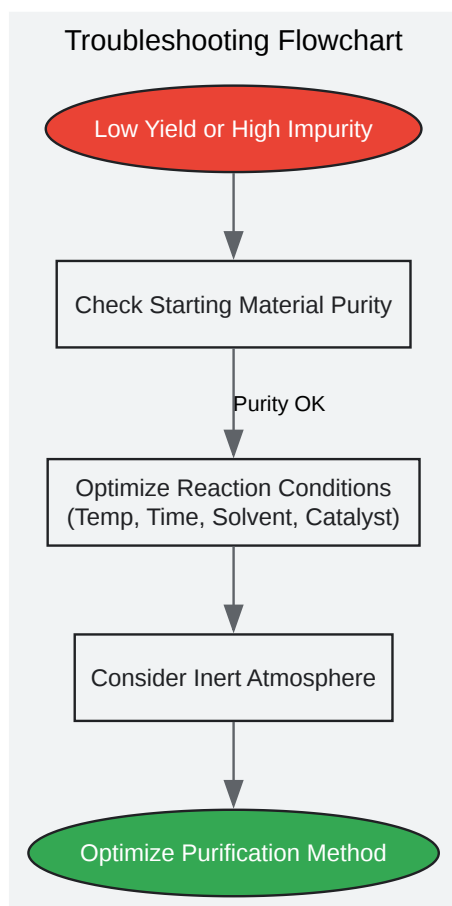 Troubleshooting Flowchart
Low Yield or High Impurity
Check Starting Material Purity
Purity OK
Optimize Reaction Conditions
(Temp, Time, Solvent, Catalyst)
Consider Inert Atmosphere
Optimize Purification Method